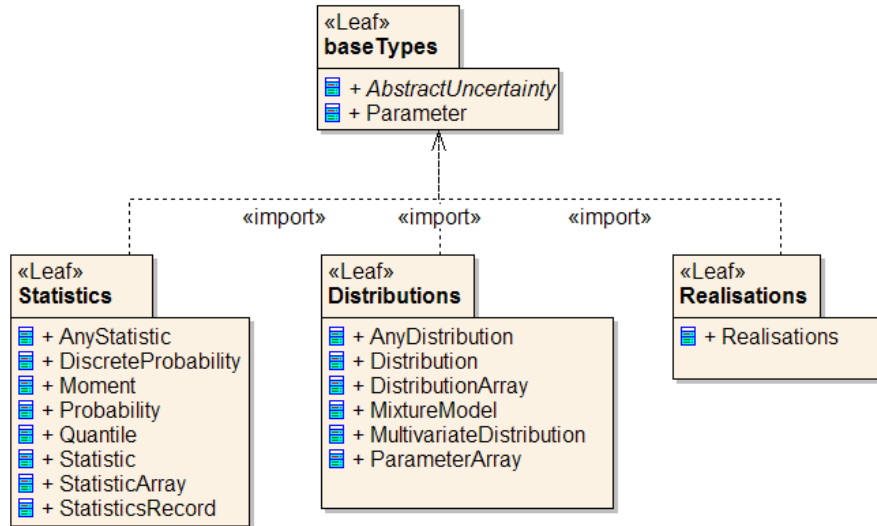 «Leaf»
baseTypes
+ AbstractUncertainty
+ Parameter
«import» «import» «import»
«Leaf»
Statistics
+ AnyStatistic
+ DiscreteProbability
+ Moment
+ Probability
+ Quantile
+ Statistic
+ StatisticArray
+ StatisticsRecord
«Leaf»
Distributions
+ AnyDistribution
+ Distribution
+ DistributionArray
+ MixtureModel
+ MultivariateDistribution
+ ParameterArray
«Leaf»
Realisations
+ Realisations